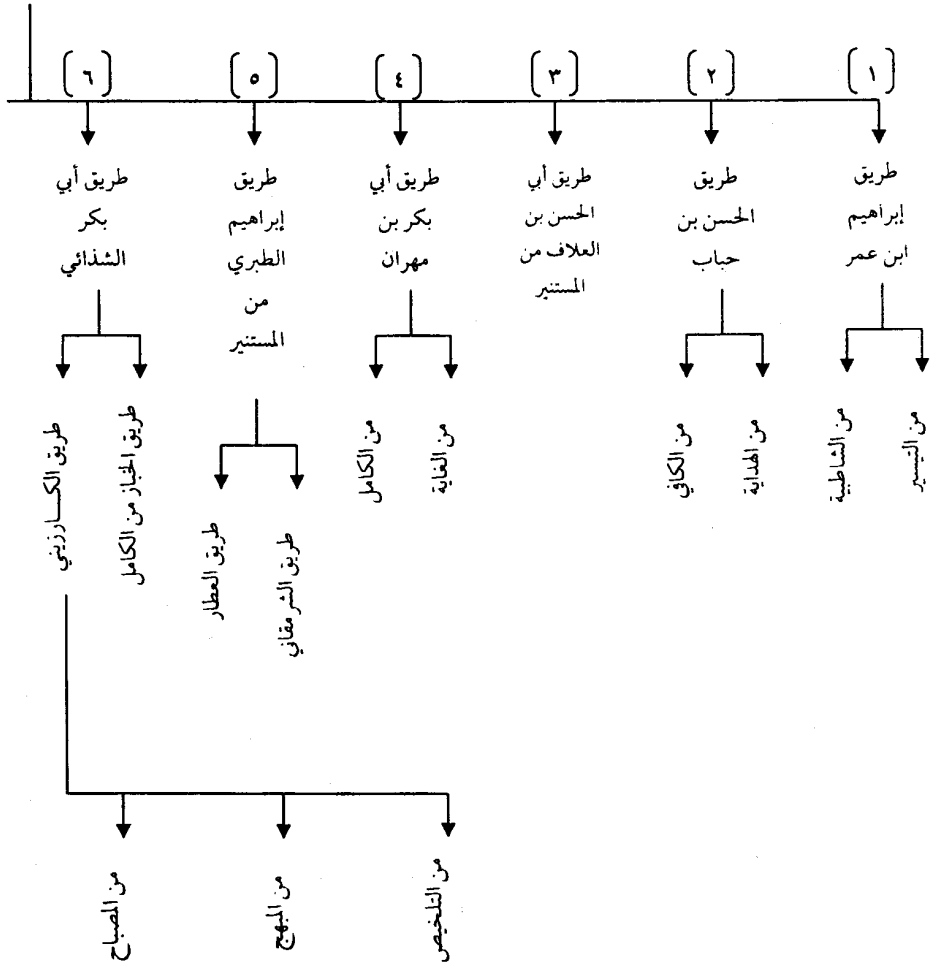 (١)
(٢)
(٣)
(٤)
(٥)
(٦)
طريق
إبراهيم
ابن عمر
طريق
الحسن بن
حباب
طريق أبي
الحسن بن
العلاف من
المستنير
طريق أبي
بكر بن
مهران
طريق
إبراهيم
الطبري
من
المستنير
طريق أبي
بكر
الشذائي
من التيسير
من الشاطبية
من الهداية
من الكافي
من الغاية
من الكامل
طريق الشرمقاني
طريق العطار
طريق الخباز من الكامل
طريق الكارزيني
من التلخيص
من المبهج
من المصباح